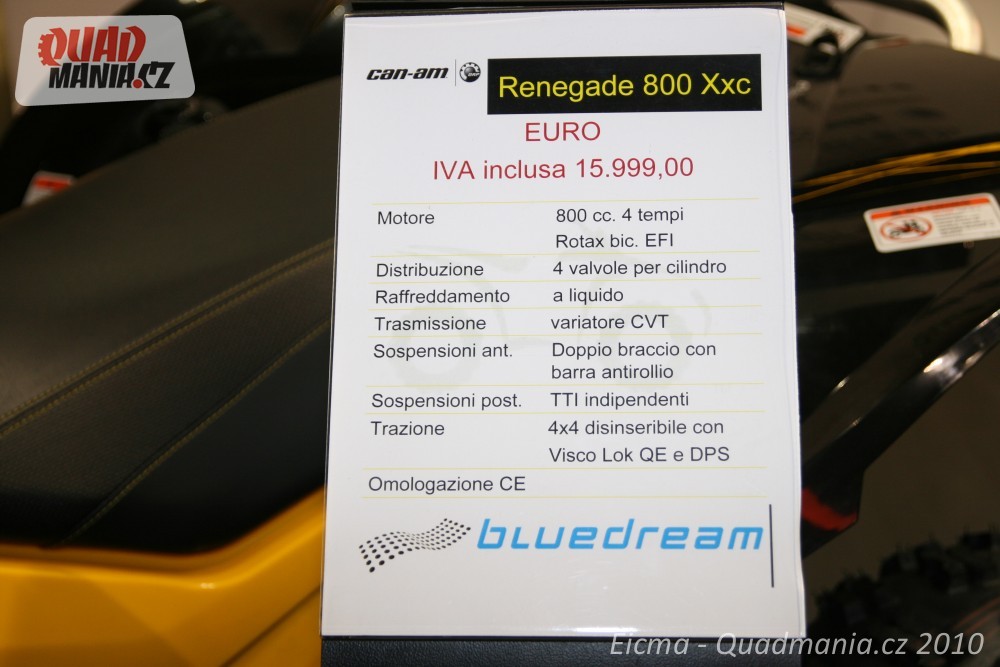 QUAD
MANIA.CZ
can-am
Renegade 800 Xxc
EURO
IVA inclusa 15.999,00
Motore 800 cc. 4 tempi
Rotax bic. EFI
Distribuzione 4 valvole per cilindro
Raffreddamento a liquido
Trasmissione variatore CVT
Sospensioni ant. Doppio braccio con
barra antirollio
Sospensioni post. TTI indipendenti
Trazione 4x4 disinseribile con
Visco Lok QE e DPS
Omologazione CE
bluedream
Eicma - Quadmania.cz 2010